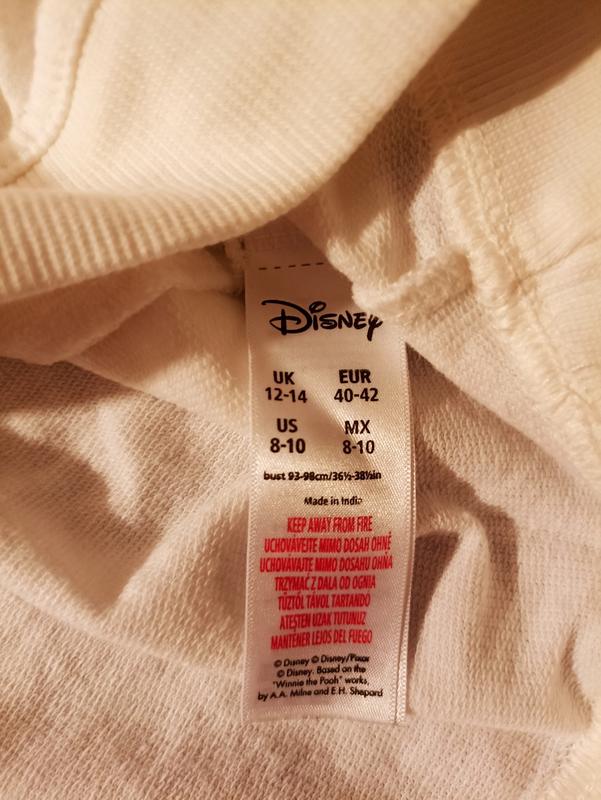 Disney
UK EUR
12-14 40-42
US MX
8-10 8-10
bust 93-98cm/36½-38½in
Made in India
KEEP AWAY FROM FIRE
UCHOVÁVEJTE MIMO DOSAH OHNĚ
UCHOVÁVAJTE MIMO DOSAHU OHŇA
TRZYMAĆ Z DALA OD OGNIA
TŰZTŐL TÁVOL TARTANDÓ
ATEŞTEN UZAK TUTUNUZ
MANTENER LEJOS DEL FUEGO
© Disney © Disney/Pixar
© Disney. Based on the
"Winnie the Pooh" works,
by A.A. Milne and E.H. Shepard